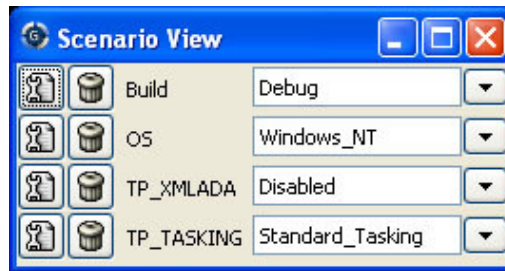 Scenario View
Build Debug
OS Windows_NT
TP_XMLADA Disabled
TP_TASKING Standard_Tasking